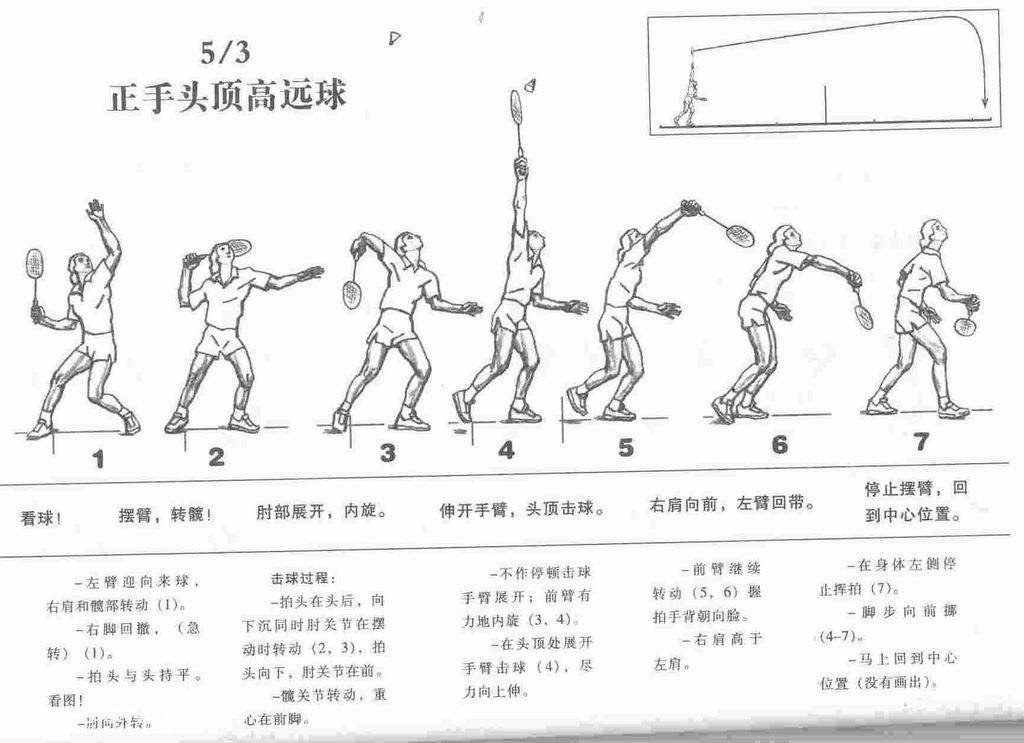 5/3
正手头顶高远球
1
2
3
4
5
6
7
看球！
摆臂，转髋！
肘部展开，内旋。
伸开手臂，头顶击球。
右肩向前，左臂回带。
停止摆臂，回
到中心位置。
-左臂迎向来球，
右肩和髋部转动（1）。
-右脚回撤，（急
转）（1）。
-拍头与头持平。
看图！
击球过程：
-拍头在头后，向
下沉同时肘关节在摆
动时转动（2，3），拍
头向下，肘关节在前。
-髋关节转动，重
心在前脚。
-不作停顿击球
手臂展开；前臂有
力地内旋（3，4）。
-在头顶处展开
手臂击球（4），尽
力向上伸。
-前臂继续
转动（5，6）握
拍手背朝向脸。
-右肩高于
左肩。
-在身体左侧停
止挥拍（7）。
-脚步向前挪
（4-7）。
-马上回到中心
位置（没有画出）。